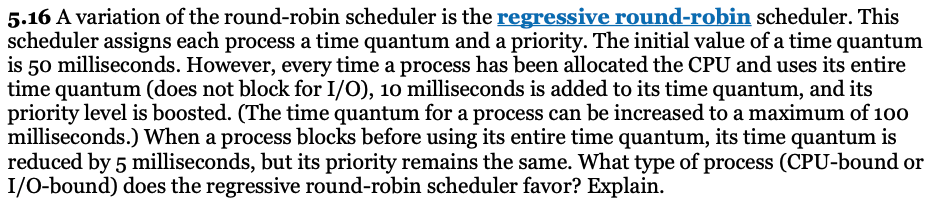 5.16 A variation of the round-robin scheduler is the regressive round-robin scheduler. This
scheduler assigns each process a time quantum and a priority. The initial value of a time quantum
is 50 milliseconds. However, every time a process has been allocated the CPU and uses its entire
time quantum (does not block for I/O), 10 milliseconds is added to its time quantum, and its
priority level is boosted. (The time quantum for a process can be increased to a maximum of 100
milliseconds.) When a process blocks before using its entire time quantum, its time quantum is
reduced by 5 milliseconds, but its priority remains the same. What type of process (CPU-bound or
I/O-bound) does the regressive round-robin scheduler favor? Explain.